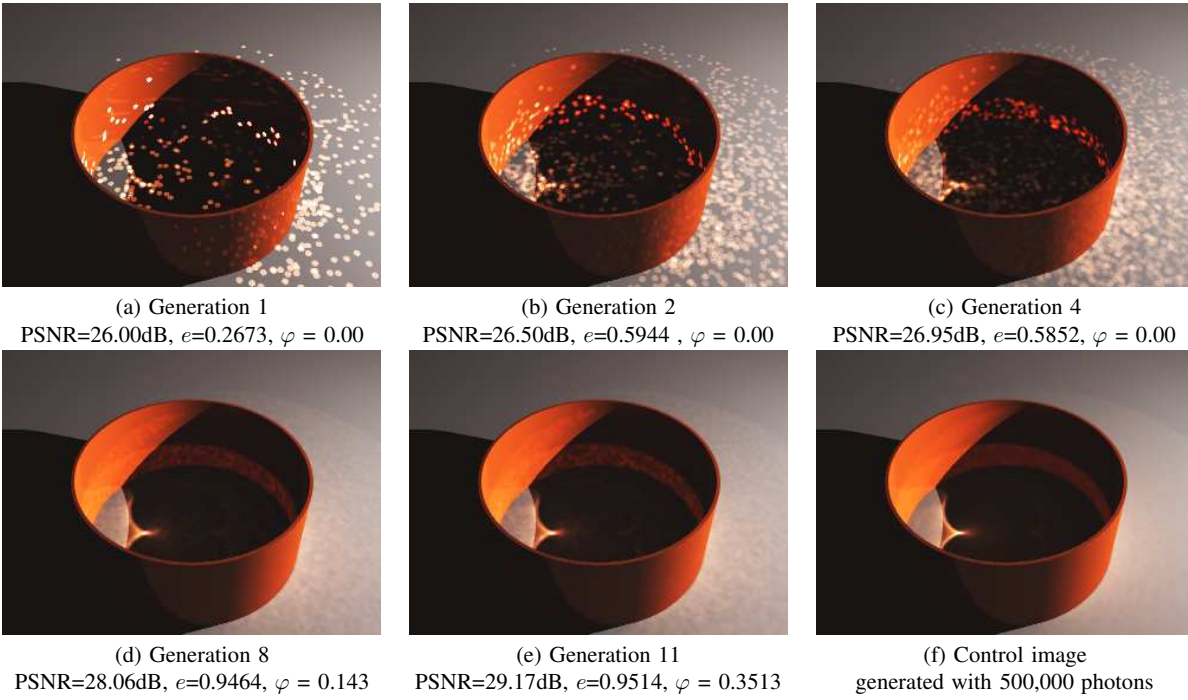 (a) Generation 1
PSNR=26.00dB, e=0.2673, φ = 0.00
(b) Generation 2
PSNR=26.50dB, e=0.5944 , φ = 0.00
(c) Generation 4
PSNR=26.95dB, e=0.5852, φ = 0.00
(d) Generation 8
PSNR=28.06dB, e=0.9464, φ = 0.143
(e) Generation 11
PSNR=29.17dB, e=0.9514, φ = 0.3513
(f) Control image
generated with 500,000 photons